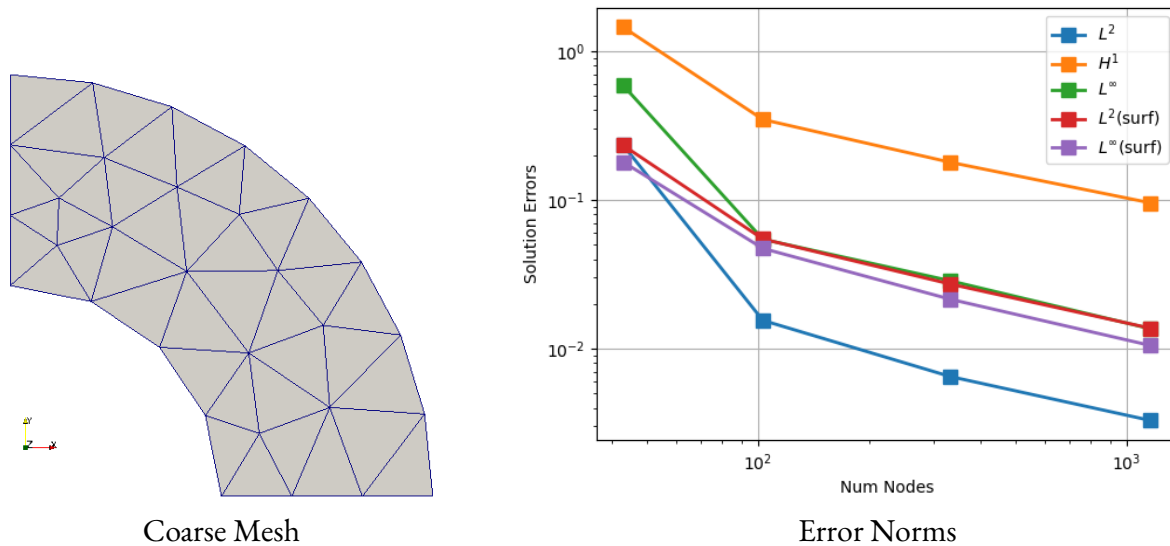 Y
Z
X
Coarse Mesh
Solution Errors
10⁰
10⁻¹
10⁻²
L²
H¹
L∞
L²(surf)
L∞(surf)
10²
10³
Num Nodes
Error Norms